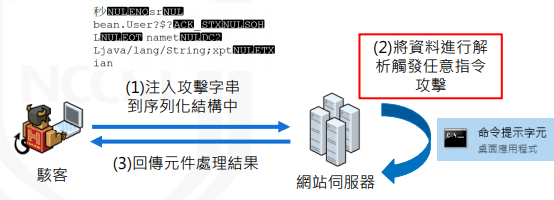 秒NULENQsrNUL
bean.User?$?ACK_STXNULSOH
LNULEOT nametNULDC2
Ljava/lang/String;xptNULETX
ian
(1)注入攻擊字串
到序列化結構中
(2)將資料進行解
析觸發任意指令
攻擊
(3)回傳元件處理結果
駭客
網站伺服器
C:\
命令提示字元
桌面應用程式